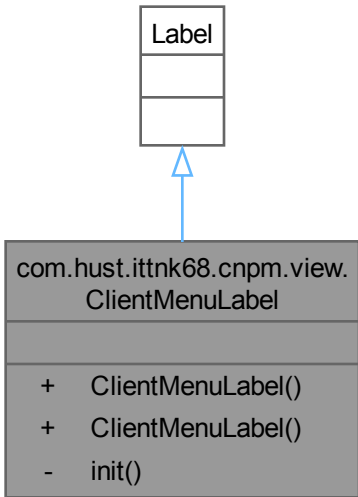 Label
com.hust.ittnk68.cnpm.view.
ClientMenuLabel
+ ClientMenuLabel()
+ ClientMenuLabel()
- init()